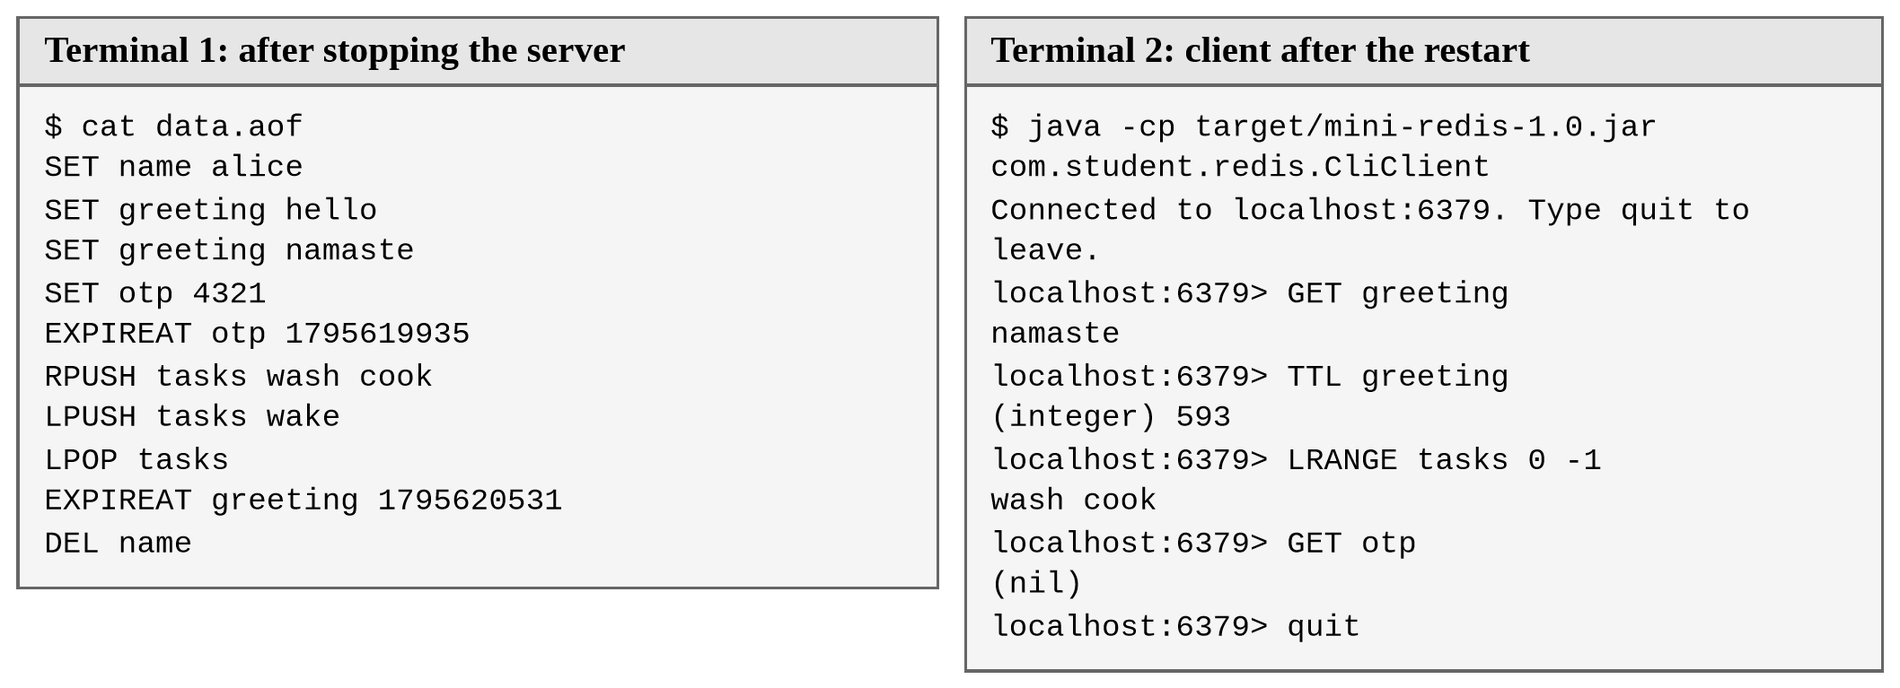 Terminal 1: after stopping the server
$ cat data.aof
SET name alice
SET greeting hello
SET greeting namaste
SET otp 4321
EXPIREAT otp 1795619935
RPUSH tasks wash cook
LPUSH tasks wake
LPOP tasks
EXPIREAT greeting 1795620531
DEL name
Terminal 2: client after the restart
$ java -cp target/mini-redis-1.0.jar
com.student.redis.CliClient
Connected to localhost:6379. Type quit to
leave.
localhost:6379> GET greeting
namaste
localhost:6379> TTL greeting
(integer) 593
localhost:6379> LRANGE tasks 0 -1
wash cook
localhost:6379> GET otp
(nil)
localhost:6379> quit